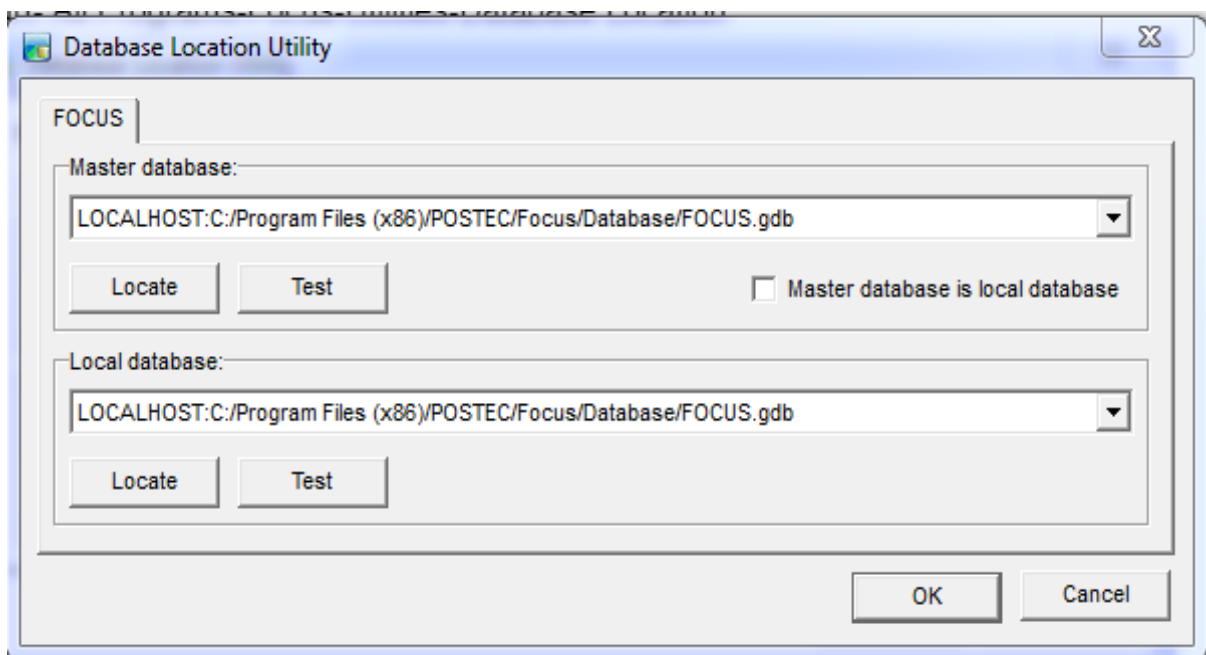 Database Location Utility
FOCUS
Master database:
LOCALHOST:C:/Program Files (x86)/POSTEC/Focus/Database/FOCUS.gdb
Locate Test Master database is local database
Local database:
LOCALHOST:C:/Program Files (x86)/POSTEC/Focus/Database/FOCUS.gdb
Locate Test
OK Cancel